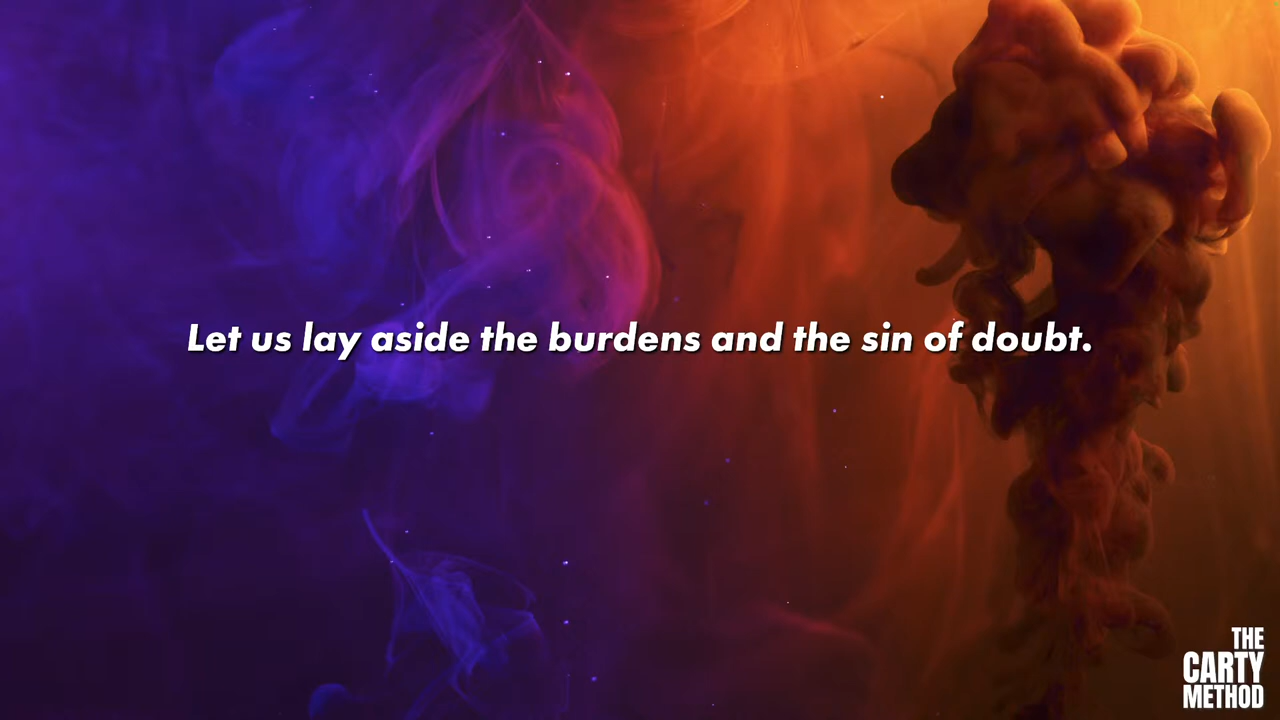 Let us lay aside the burdens and the sin of doubt.
THE
CARTY
METHOD